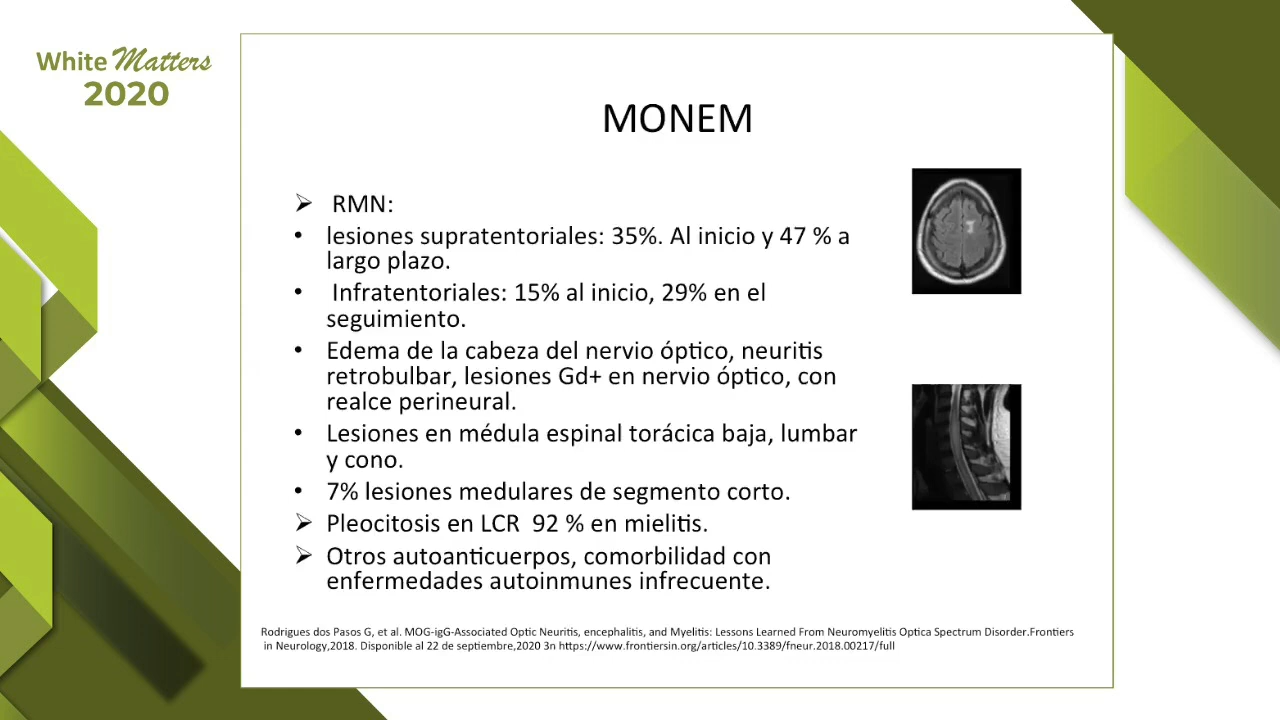 White Matters
2020
MONEM
➢ RMN:
• lesiones supratentoriales: 35%. Al inicio y 47 % a
largo plazo.
• Infratentoriales: 15% al inicio, 29% en el
seguimiento.
• Edema de la cabeza del nervio óptico, neuritis
retrobulbar, lesiones Gd+ en nervio óptico, con
realce perineural.
• Lesiones en médula espinal torácica baja, lumbar
y cono.
• 7% lesiones medulares de segmento corto.
➢ Pleocitosis en LCR 92 % en mielitis.
➢ Otros autoanticuerpos, comorbilidad con
enfermedades autoinmunes infrecuente.
Rodrigues dos Pasos G, et al. MOG-igG-Associated Optic Neuritis, encephalitis, and Myelitis: Lessons Learned From Neuromyelitis Optica Spectrum Disorder.Frontiers
in Neurology,2018. Disponible al 22 de septiembre,2020 3n https://www.frontiersin.org/articles/10.3389/fneur.2018.00217/full